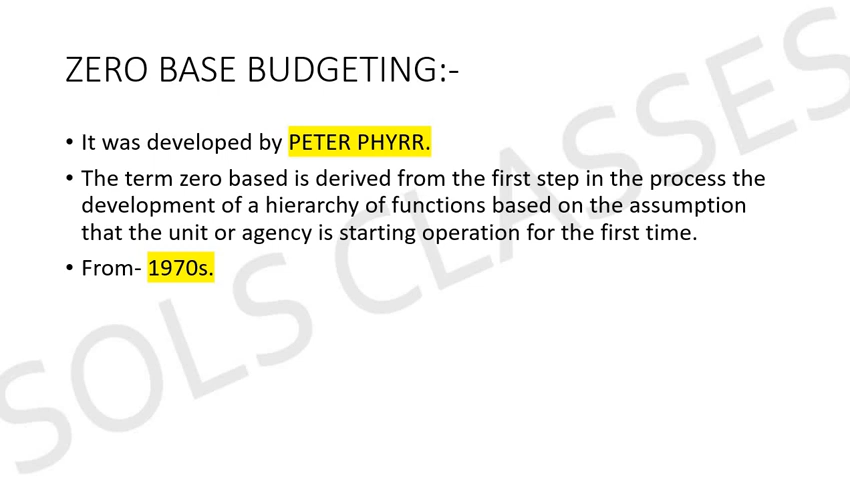 ZERO BASE BUDGETING:-
• It was developed by PETER PHYRR.
• The term zero based is derived from the first step in the process the
development of a hierarchy of functions based on the assumption
that the unit or agency is starting operation for the first time.
• From- 1970s.
SOLS CLASSES